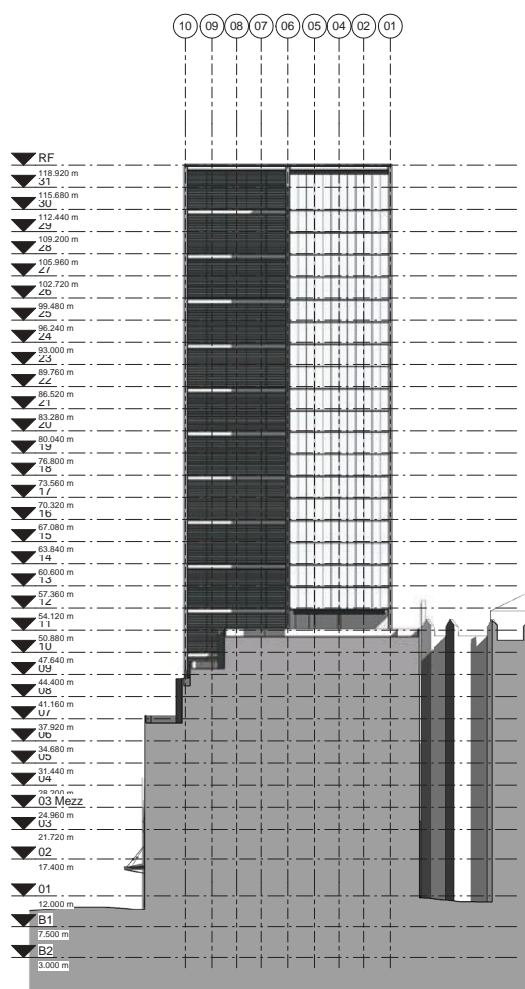 10 09 08 07 06 05 04 02 01
RF
118.920 m
31
115.680 m
30
112.440 m
29
109.200 m
28
105.960 m
27
102.720 m
26
99.480 m
25
96.240 m
24
93.000 m
23
89.760 m
22
86.520 m
21
83.280 m
20
80.040 m
19
76.800 m
18
73.560 m
17
70.320 m
16
67.080 m
15
63.840 m
14
60.600 m
13
57.360 m
12
54.120 m
11
50.880 m
10
47.640 m
09
44.400 m
08
41.160 m
07
37.920 m
06
34.680 m
05
31.440 m
04
28.200 m
03 Mezz
24.960 m
03
21.720 m
02
17.400 m
01
12.000 m
B1
7.500 m
B2
3.000 m